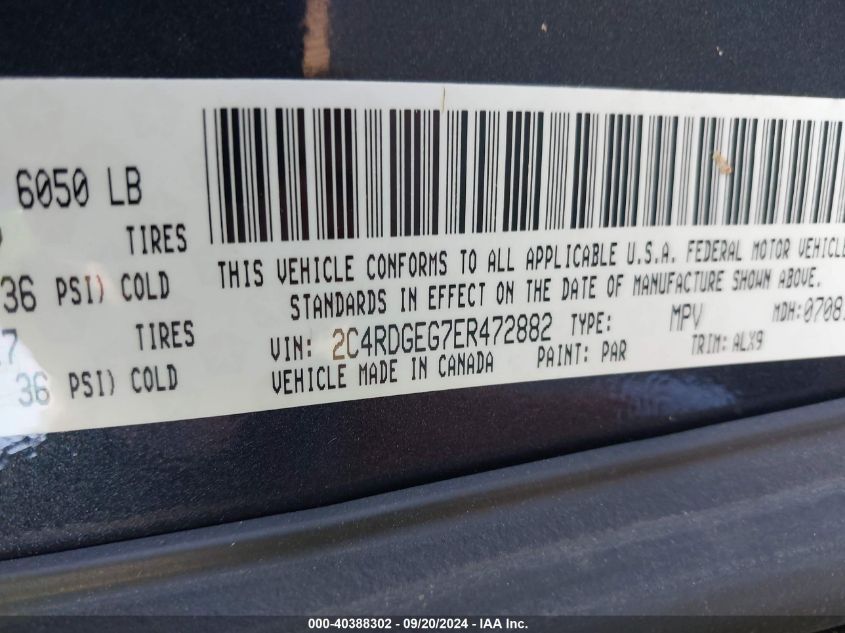 6050 LB
TIRES
36 PSI) COLD
TIRES
36 PSI) COLD
THIS VEHICLE CONFORMS TO ALL APPLICABLE U.S.A. FEDERAL MOTOR VEHICLE
STANDARDS IN EFFECT ON THE DATE OF MANUFACTURE SHOWN ABOVE.
VIN: 2C4RDGEG7ER472882 TYPE: MPV MDH:0708
VEHICLE MADE IN CANADA PAINT: PAR TRIM: ALX9
000-40388302 - 09/20/2024 - IAA Inc.